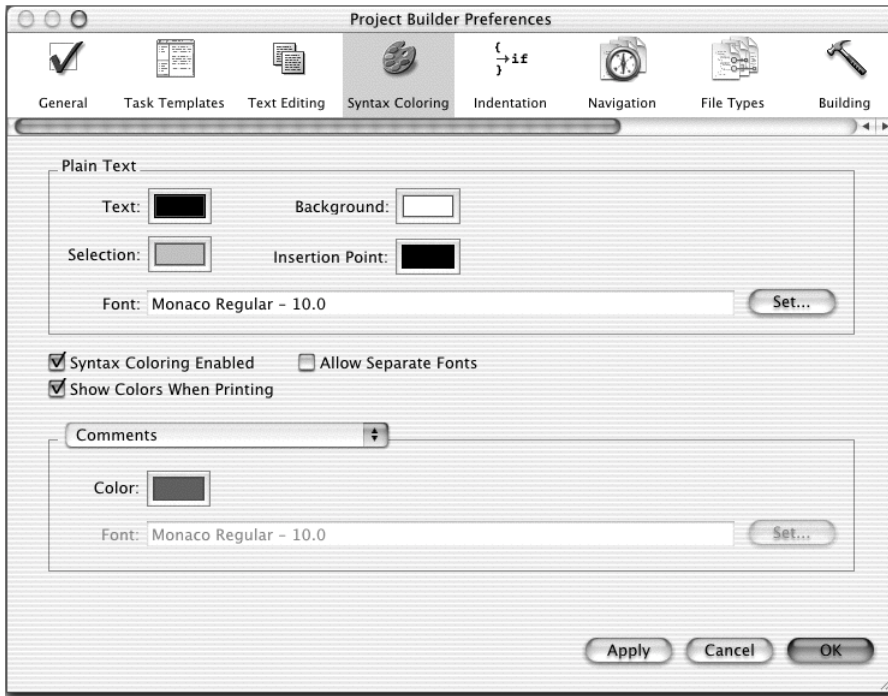 Project Builder Preferences
General Task Templates Text Editing Syntax Coloring Indentation Navigation File Types Building
{
→if
}
Plain Text
Text: Background:
Selection: Insertion Point:
Font: Monaco Regular – 10.0 Set...
Syntax Coloring Enabled Allow Separate Fonts
Show Colors When Printing
Comments
Color:
Font: Monaco Regular – 10.0 Set...
Apply Cancel OK